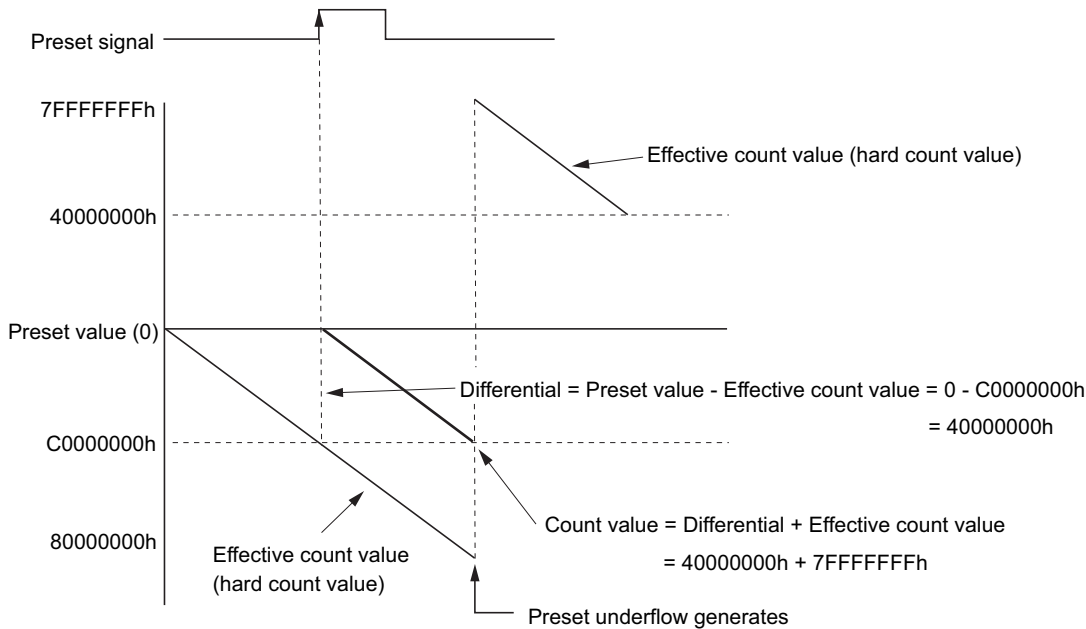 Preset signal
7FFFFFFFh
Effective count value (hard count value)
40000000h
Preset value (0)
Differential = Preset value - Effective count value = 0 - C0000000h
= 40000000h
C0000000h
Count value = Differential + Effective count value
= 40000000h + 7FFFFFFFh
80000000h
Effective count value
(hard count value)
Preset underflow generates